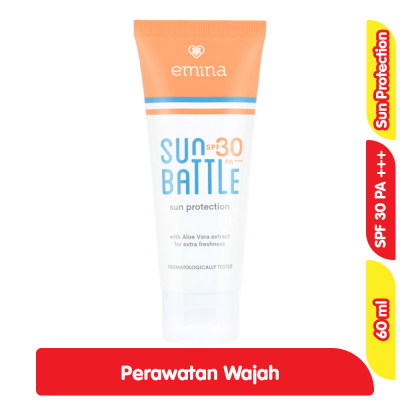 emina
SUN SPF 30
PA+++
BATTLE
sun protection
with Aloe Vera extract
for extra freshness
DERMATOLOGICALLY TESTED
Sun Protection
SPF 30 PA +++
60 ml
Perawatan Wajah